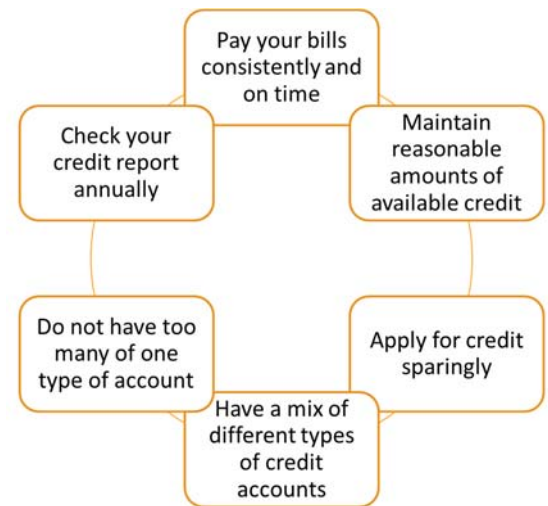 Pay your bills
consistently and
on time
Maintain
reasonable
amounts of
available credit
Apply for credit
sparingly
Have a mix of
different types
of credit
accounts
Do not have too
many of one
type of account
Check your
credit report
annually